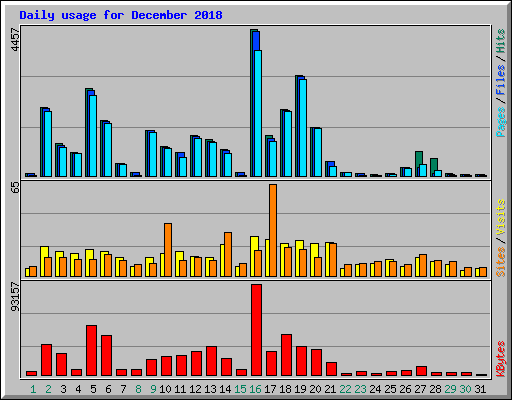 Daily usage for December 2018
4457
Pages / Files / Hits
65
Sites / Visits
93157
KBytes
1 2 3 4 5 6 7 8 9 10 11 12 13 14 15 16 17 18 19 20 21 22 23 24 25 26 27 28 29 30 31